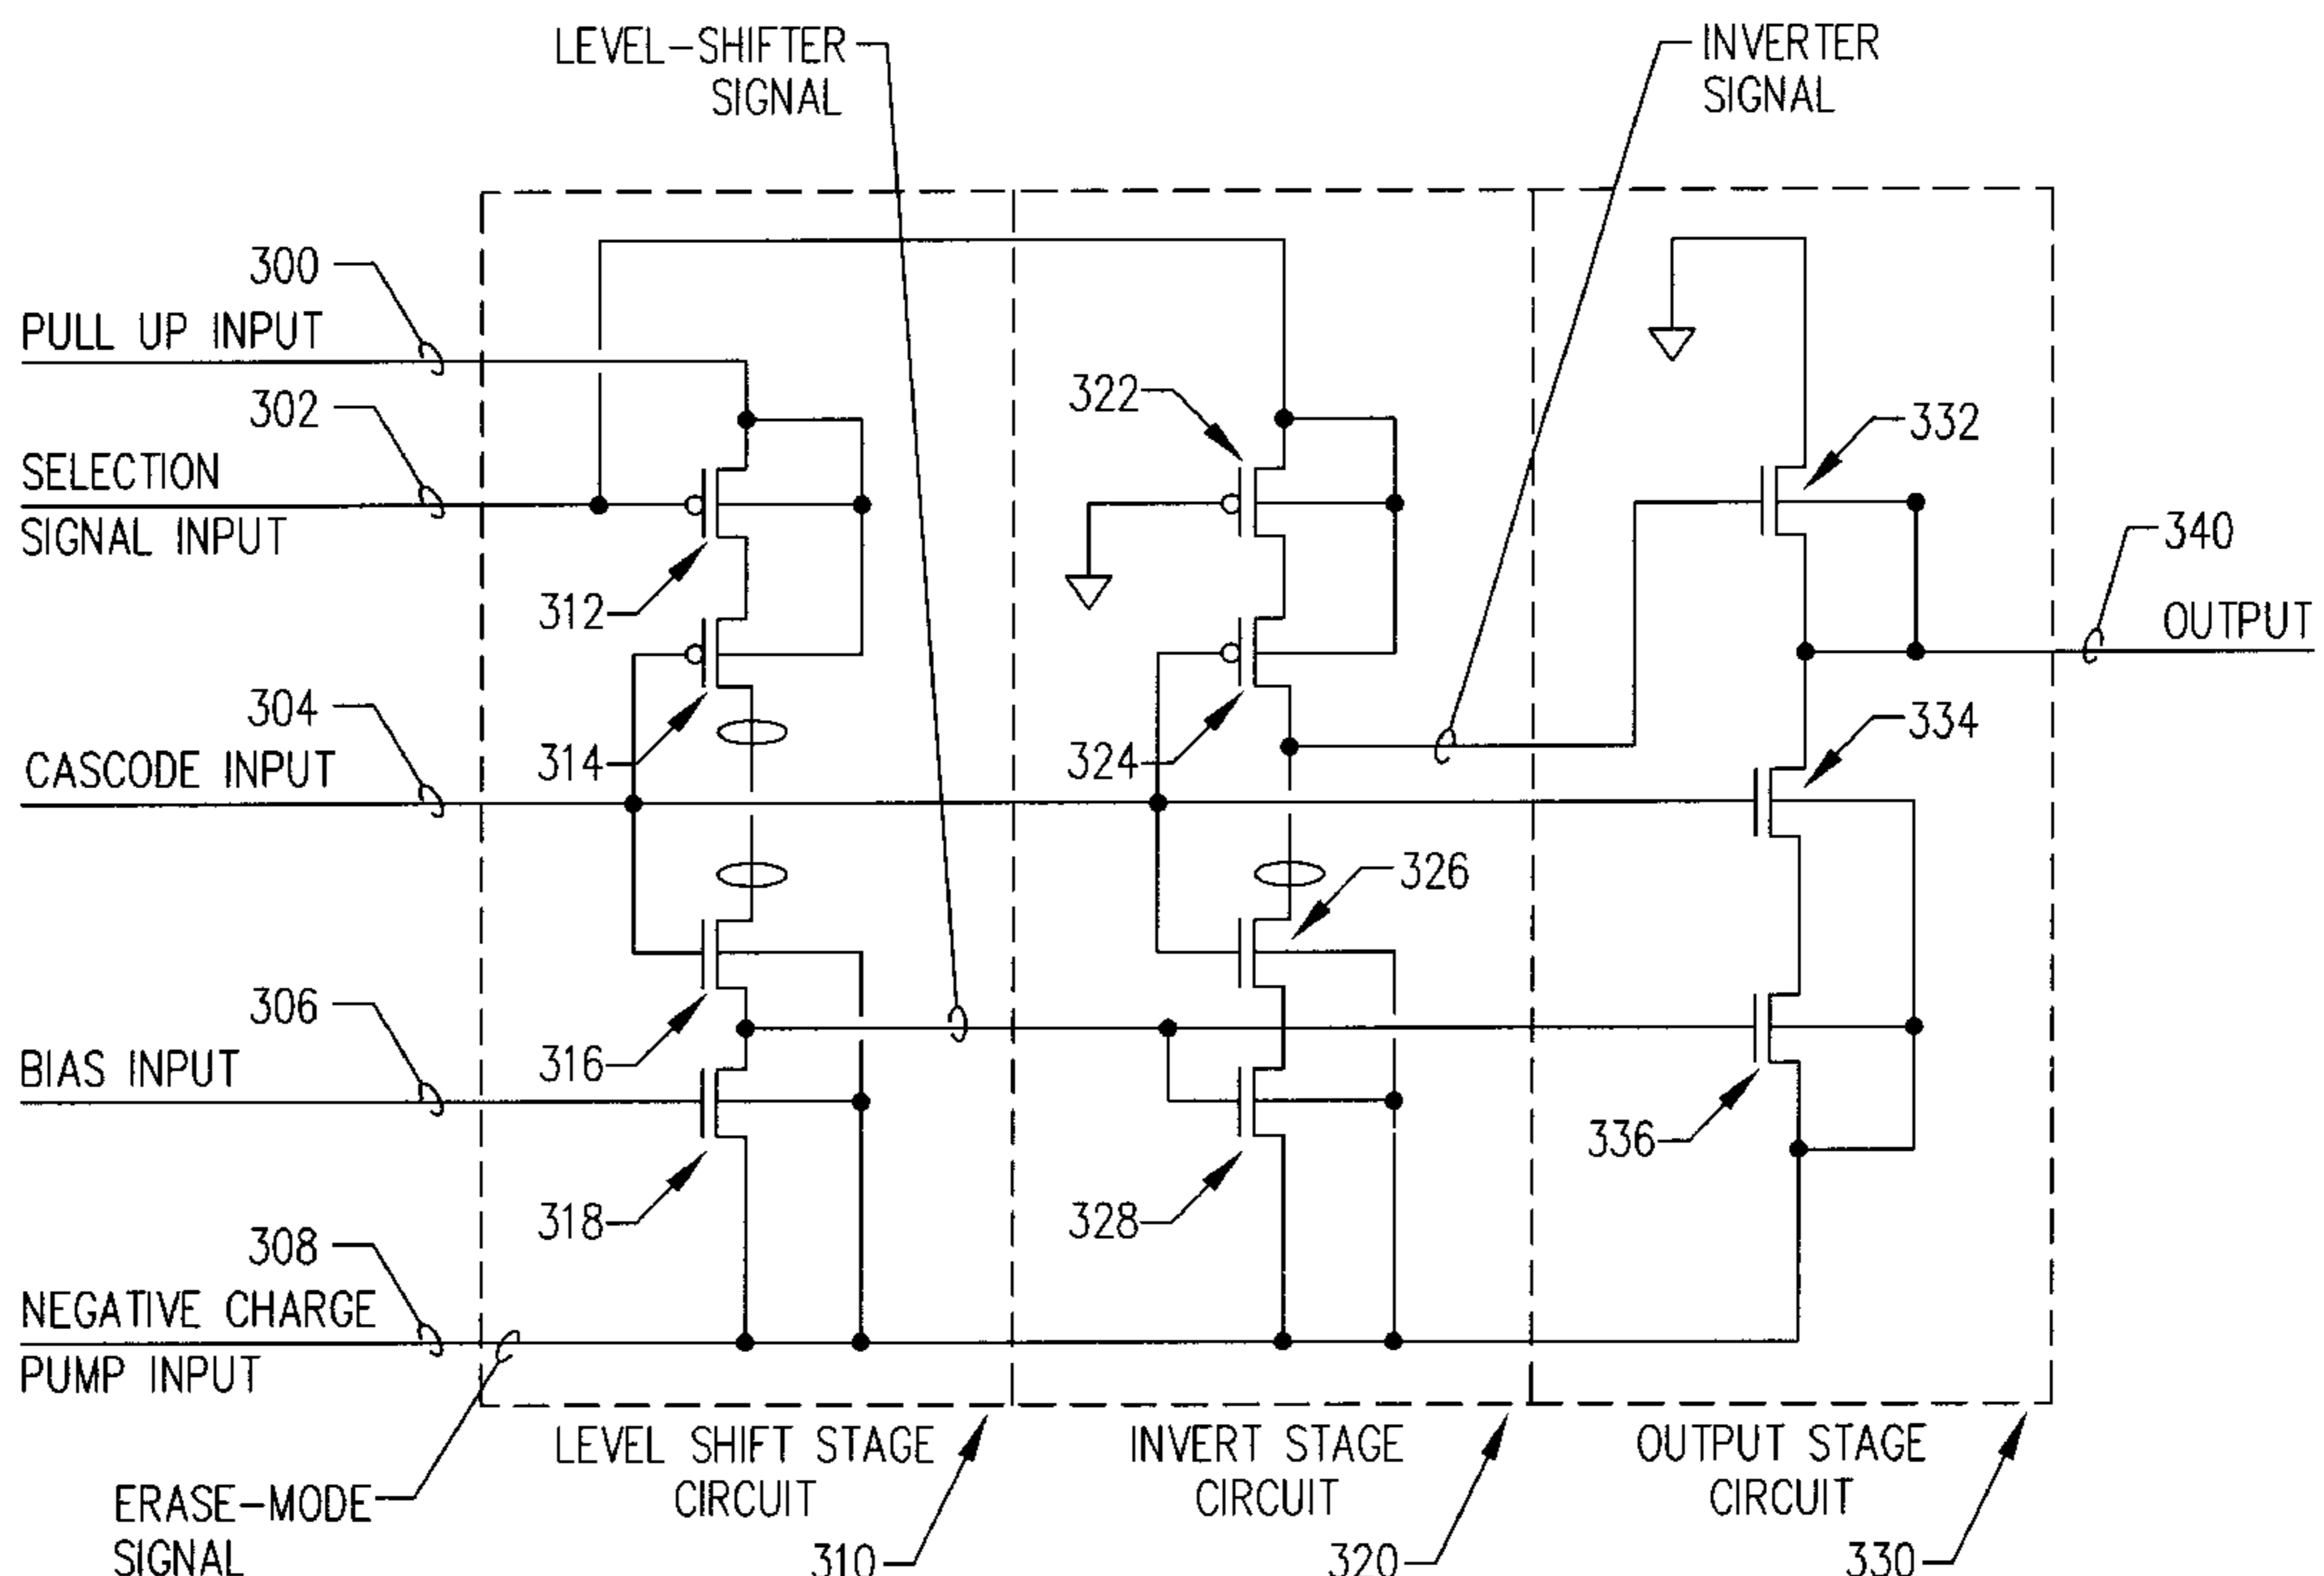 LEVEL-SHIFTER
SIGNAL
INVERTER
SIGNAL
300
PULL UP INPUT
302
SELECTION
SIGNAL INPUT
312
314
304
CASCODE INPUT
316
306
BIAS INPUT
318
308
NEGATIVE CHARGE
PUMP INPUT
ERASE-MODE
SIGNAL
322
324
326
328
332
334
336
340
OUTPUT
LEVEL SHIFT STAGE
CIRCUIT
310
INVERT STAGE
CIRCUIT
320
OUTPUT STAGE
CIRCUIT
330